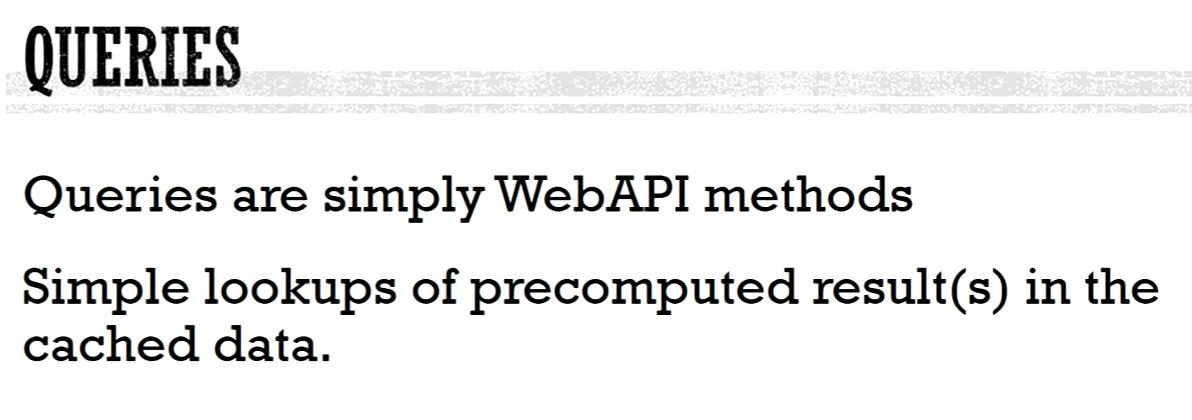 QUERIES
Queries are simply WebAPI methods
Simple lookups of precomputed result(s) in the
cached data.